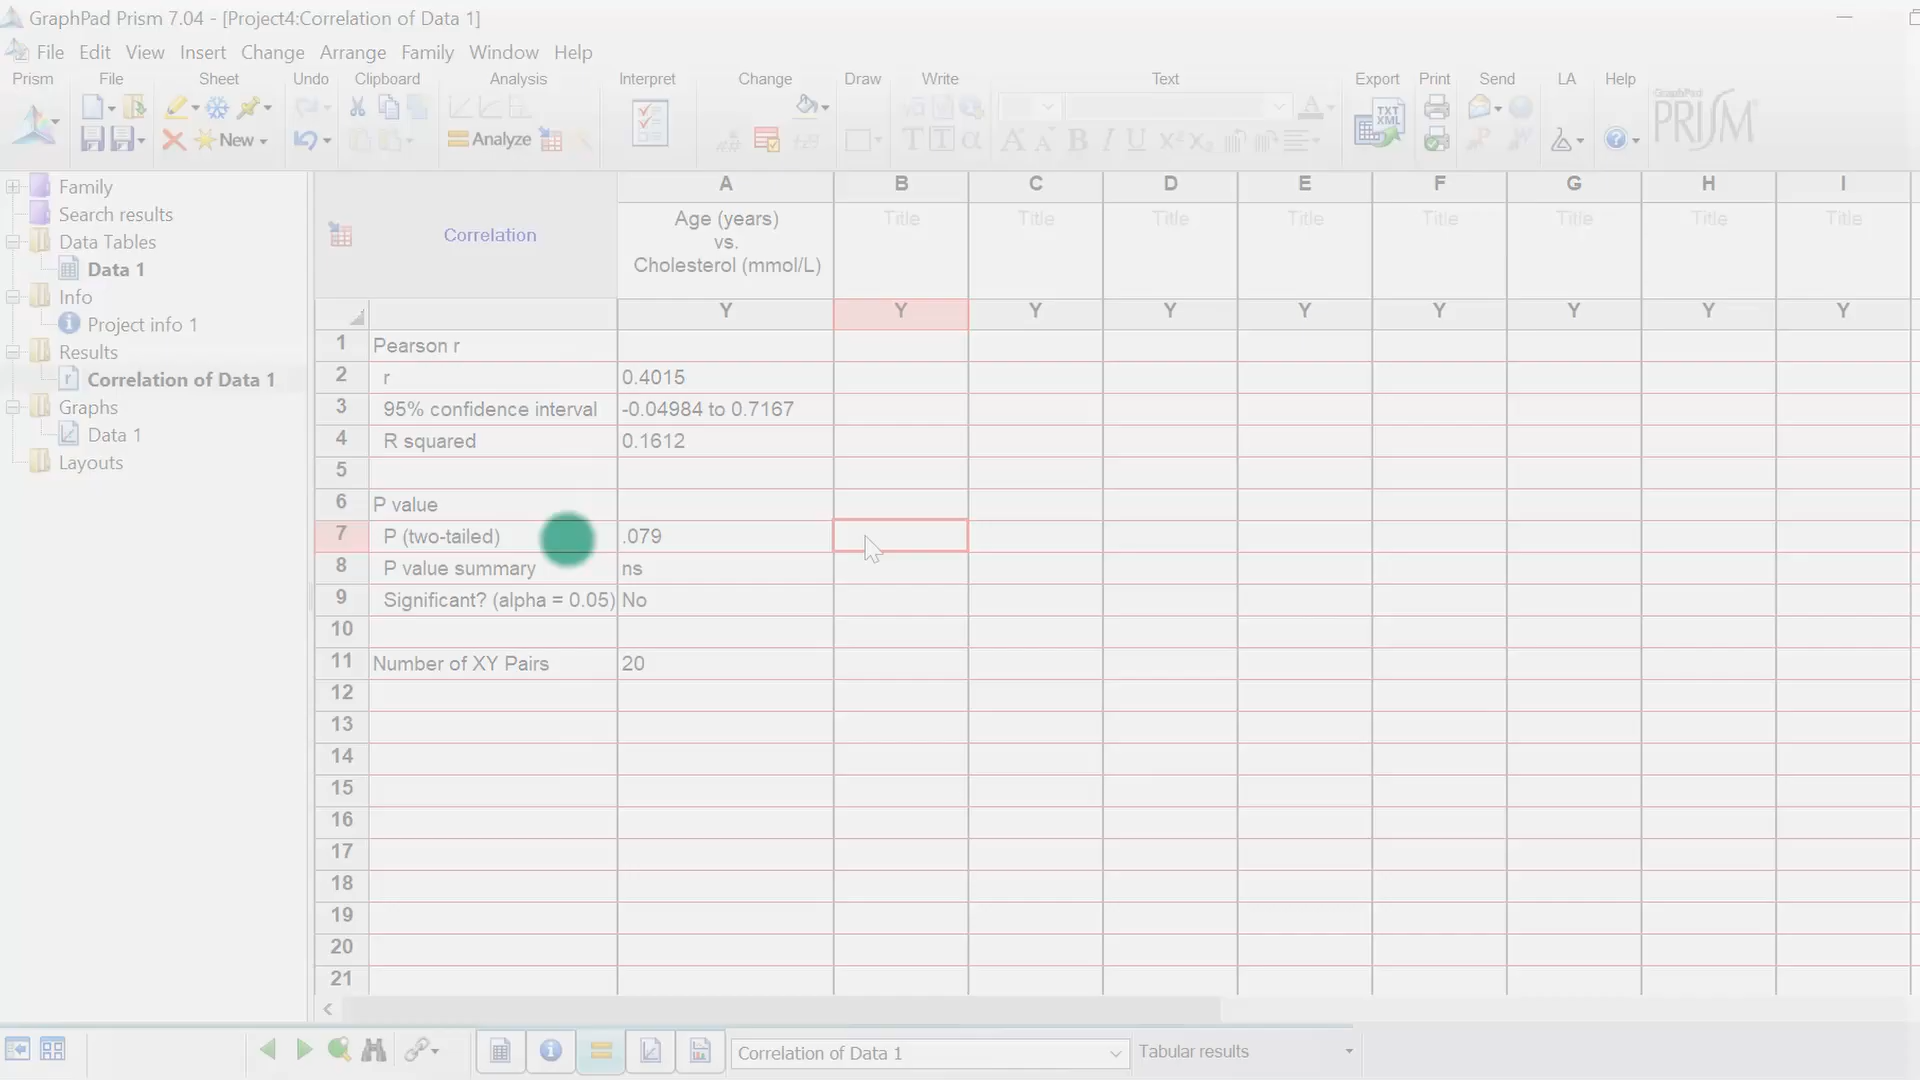 GraphPad Prism 7.04 - [Project4:Correlation of Data 1]
File Edit View Insert Change Arrange Family Window Help
Prism File Sheet Undo Clipboard Analysis Interpret Change Draw Write Text Export Print Send LA Help
New
Analyze
TXT
XML
GraphPad
PRISM
Family
Search results
Data Tables
Data 1
Info
Project info 1
Results
Correlation of Data 1
Graphs
Data 1
Layouts
A B C D E F G H I
Correlation
Age (years)
vs.
Cholesterol (mmol/L)
Title Title Title Title Title Title Title Title
Y Y Y Y Y Y Y Y Y
1 Pearson r
2 r 0.4015
3 95% confidence interval -0.04984 to 0.7167
4 R squared 0.1612
5
6 P value
7 P (two-tailed) .079
8 P value summary ns
9 Significant? (alpha = 0.05) No
10
11 Number of XY Pairs 20
12
13
14
15
16
17
18
19
20
21
Correlation of Data 1
Tabular results